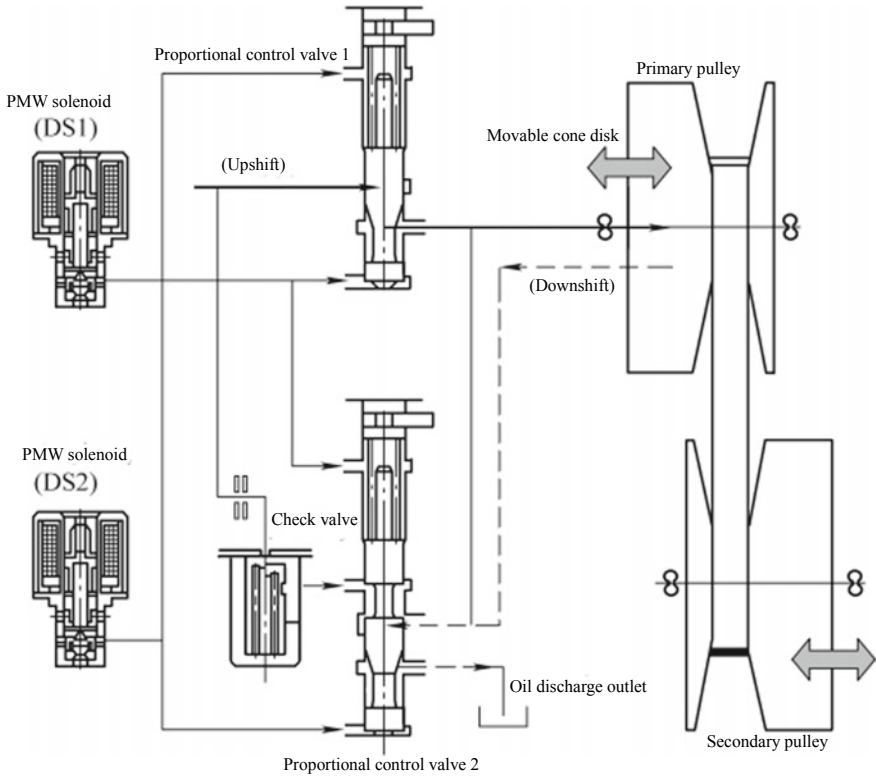 Proportional control valve 1
Primary pulley
PMW solenoid
(DS1)
Movable cone disk
(Upshift)
(Downshift)
PMW solenoid
(DS2)
Check valve
Oil discharge outlet
Secondary pulley
Proportional control valve 2